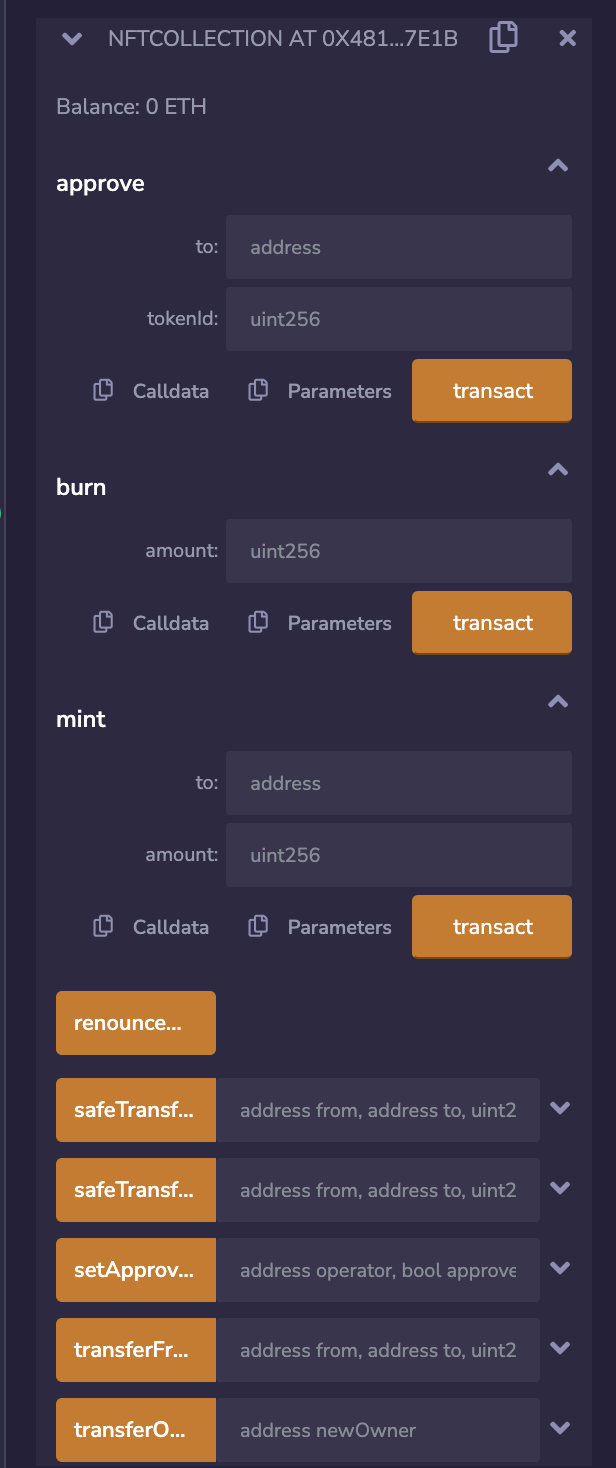 NFTCOLLECTION AT 0X481...7E1B
Balance: 0 ETH
approve
to: address
tokenId: uint256
Calldata Parameters transact
burn
amount: uint256
Calldata Parameters transact
mint
to: address
amount: uint256
Calldata Parameters transact
renounce...
safeTransf... address from, address to, uint2
safeTransf... address from, address to, uint2
setApprov... address operator, bool approve
transferFr... address from, address to, uint2
transferO... address newOwner